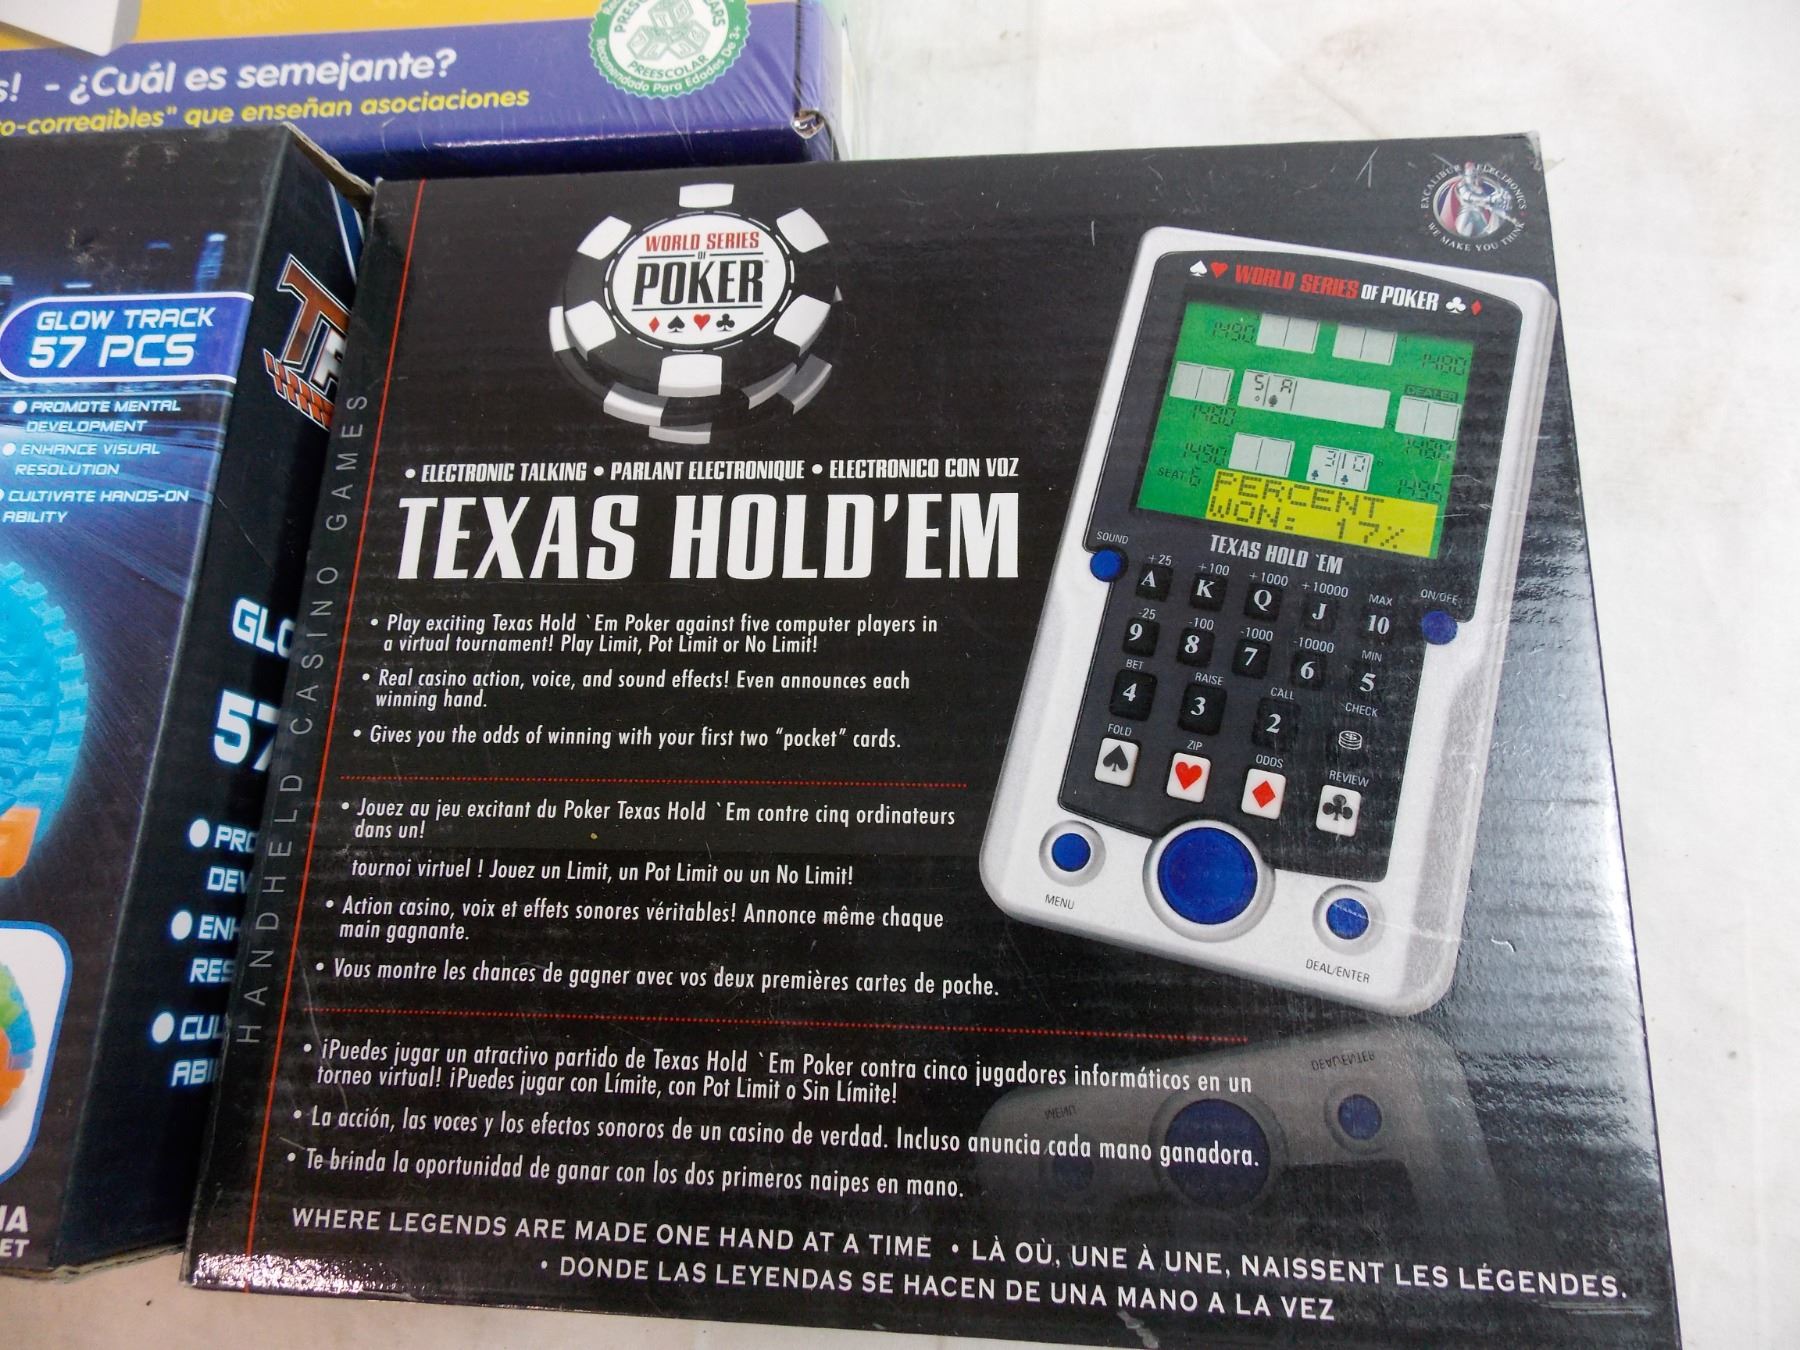 - ¿Cuál es semejante?
que enseñan asociaciones
PREESCOLAR
Recomendado Para Edades De 3+
GLOW TRACK
57 PCS
PROMOTE MENTAL
DEVELOPMENT
ENHANCE VISUAL
RESOLUTION
CULTIVATE HANDS-ON
ABILITY
HANDHELD CASINO GAMES
WORLD SERIES
OF
POKER
EXCALIBUR ELECTRONICS
WE MAKE YOU THINK
• ELECTRONIC TALKING • PARLANT ELECTRONIQUE • ELECTRONICO CON VOZ
TEXAS HOLD'EM
• Play exciting Texas Hold `Em Poker against five computer players in
a virtual tournament! Play Limit, Pot Limit or No Limit!
• Real casino action, voice, and sound effects! Even announces each
winning hand.
• Gives you the odds of winning with your first two “pocket” cards.
• Jouez au jeu excitant du Poker Texas Hold `Em contre cinq ordinateurs
dans un!
tournoi virtuel ! Jouez un Limit, un Pot Limit ou un No Limit!
• Action casino, voix et effets sonores véritables! Annonce même chaque
main gagnante.
• Vous montre les chances de gagner avec vos deux premières cartes de poche.
• ¡Puedes jugar un atractivo partido de Texas Hold `Em Poker contra cinco jugadores informáticos en un
torneo virtual! ¡Puedes jugar con Límite, con Pot Limit o Sin Límite!
• La acción, las voces y los efectos sonoros de un casino de verdad. Incluso anuncia cada mano ganadora.
• Te brinda la oportunidad de ganar con los dos primeros naipes en mano.
WHERE LEGENDS ARE MADE ONE HAND AT A TIME • LÀ OÙ, UNE À UNE, NAISSENT LES LÉGENDES.
• DONDE LAS LEYENDAS SE HACEN DE UNA MANO A LA VEZ
WORLD SERIES OF POKER
1490 1480
5 A DEALER
1480
1490 3 10
SEAT 6
PERCENT
WON: 17%
TEXAS HOLD 'EM
SOUND
ON/OFF
+25 +100 +1000 +10000 MAX
A K Q J 10
-25 -100 -1000 -10000 MIN
9 8 7 6 5
BET RAISE CALL CHECK
4 3 2
FOLD ZIP ODDS REVIEW
MENU
DEAL/ENTER